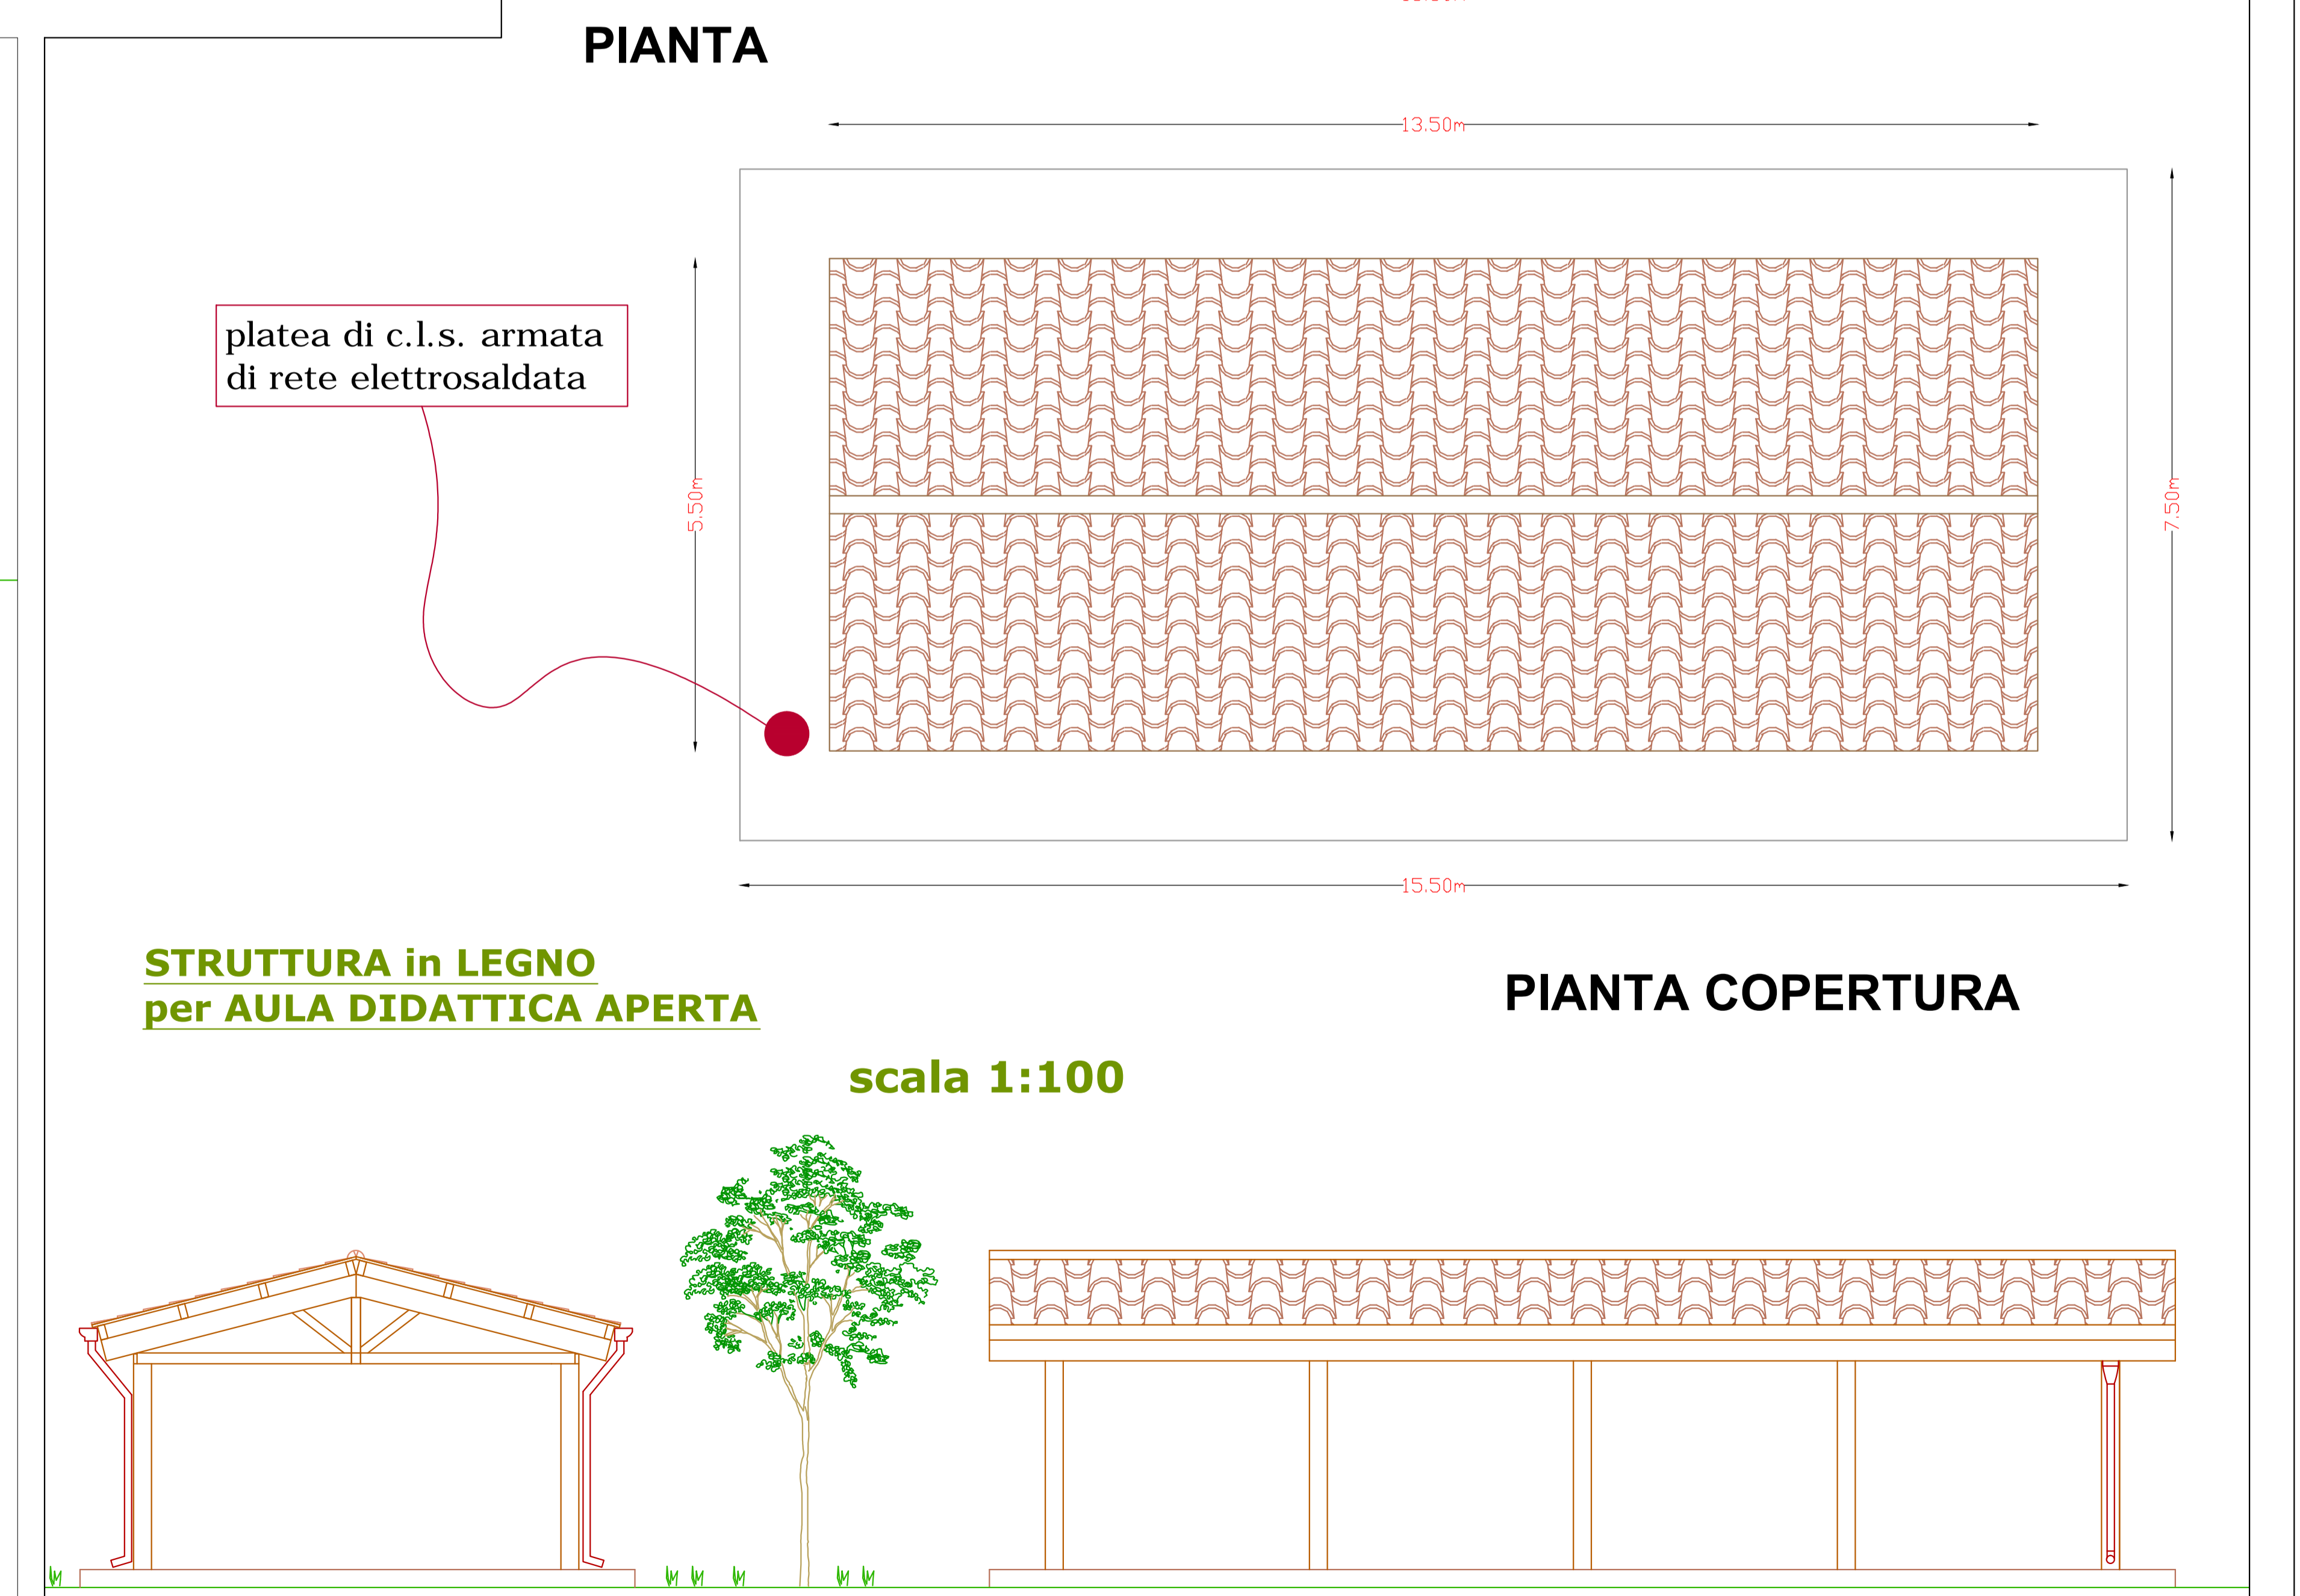 PIANTA
13.50m
platea di c.l.s. armata
di rete elettrosaldata
5.50m
7.50m
15.50m
STRUTTURA in LEGNO
per AULA DIDATTICA APERTA
PIANTA COPERTURA
scala 1:100